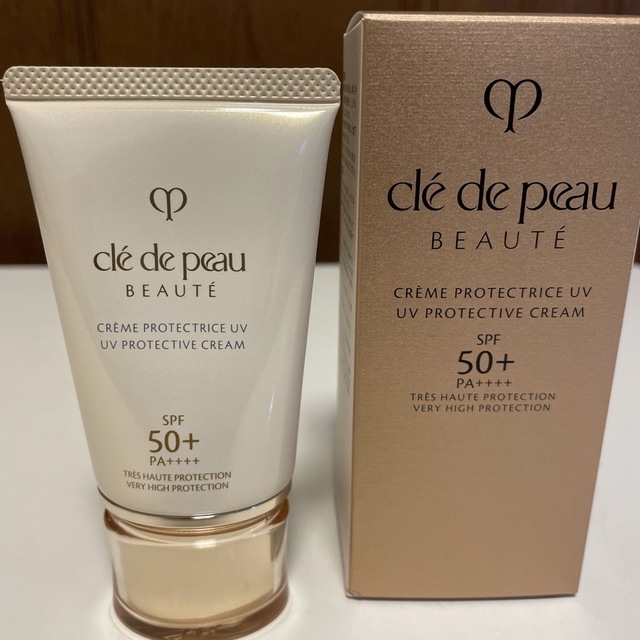 clé de peau
BEAUTÉ
CRÈME PROTECTRICE UV
UV PROTECTIVE CREAM
SPF
50+
PA++++
TRÈS HAUTE PROTECTION
VERY HIGH PROTECTION
clé de peau
BEAUTÉ
CRÈME PROTECTRICE UV
UV PROTECTIVE CREAM
SPF
50+
PA++++
TRÈS HAUTE PROTECTION
VERY HIGH PROTECTION